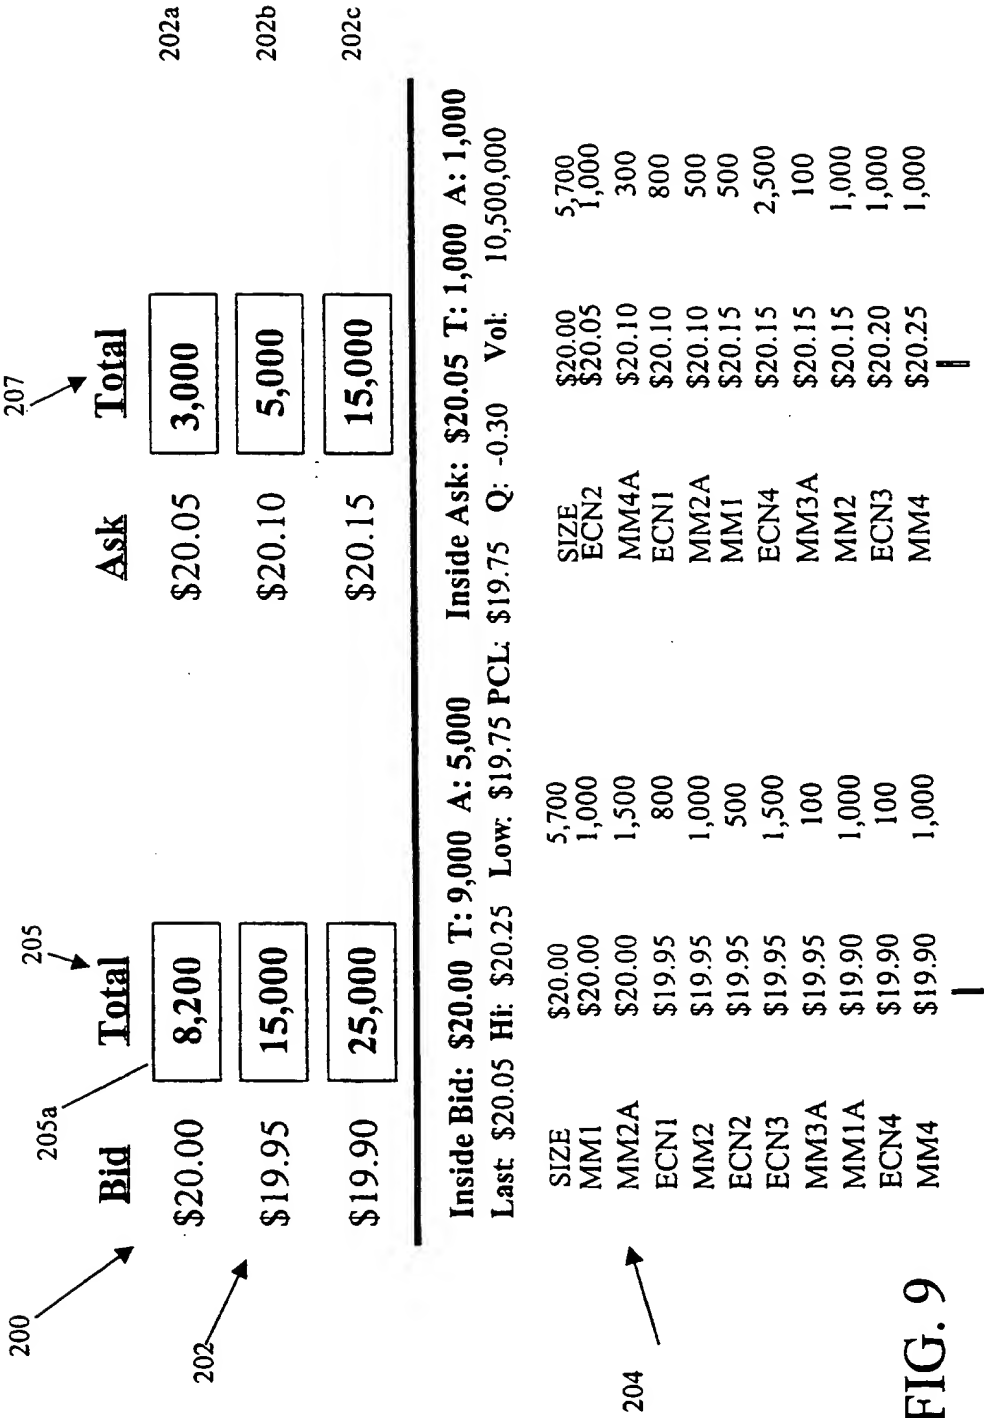 200
205a
205
207
Bid Total Ask Total
$20.00 8,200 $20.05 3,000 202a
202 $19.95 15,000 $20.10 5,000 202b
$19.90 25,000 $20.15 15,000 202c
Inside Bid: $20.00 T: 9,000 A: 5,000 Inside Ask: $20.05 T: 1,000 A: 1,000
Last: $20.05 Hi: $20.25 Low: $19.75 PCL: $19.75 Q: -0.30 Vol: 10,500,000
SIZE $20.00 5,700 SIZE $20.00 5,700
MM1 $20.00 1,000 ECN2 $20.05 1,000
204 MM2A $20.00 1,500 MM4A $20.10 300
ECN1 $19.95 800 ECN1 $20.10 800
MM2 $19.95 1,000 MM2A $20.10 500
ECN2 $19.95 500 MM1 $20.15 500
ECN3 $19.95 1,500 ECN4 $20.15 2,500
MM3A $19.95 100 MM3A $20.15 100
MM1A $19.90 1,000 MM2 $20.15 1,000
ECN4 $19.90 100 ECN3 $20.20 1,000
MM4 $19.90 1,000 MM4 $20.25 1,000
FIG. 9